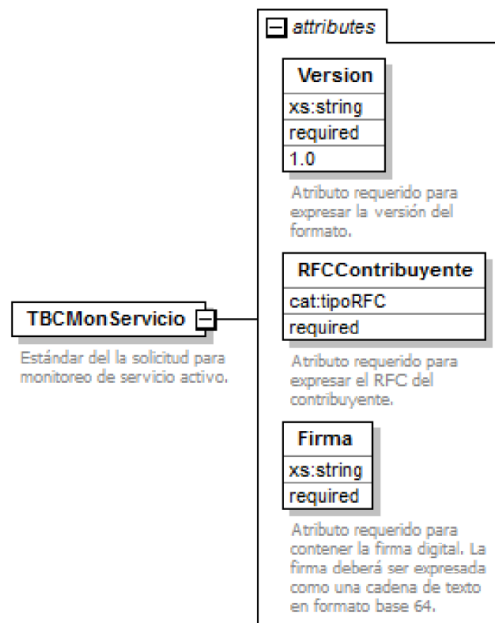 attributes
Version
xs:string
required
1.0
Atributo requerido para
expresar la versión del
formato.
RFCContribuyente
cat:tipoRFC
required
Atributo requerido para
expresar el RFC del
contribuyente.
TBCMonServicio
Estándar del la solicitud para
monitoreo de servicio activo.
Firma
xs:string
required
Atributo requerido para
contener la firma digital. La
firma deberá ser expresada
como una cadena de texto
en formato base 64.